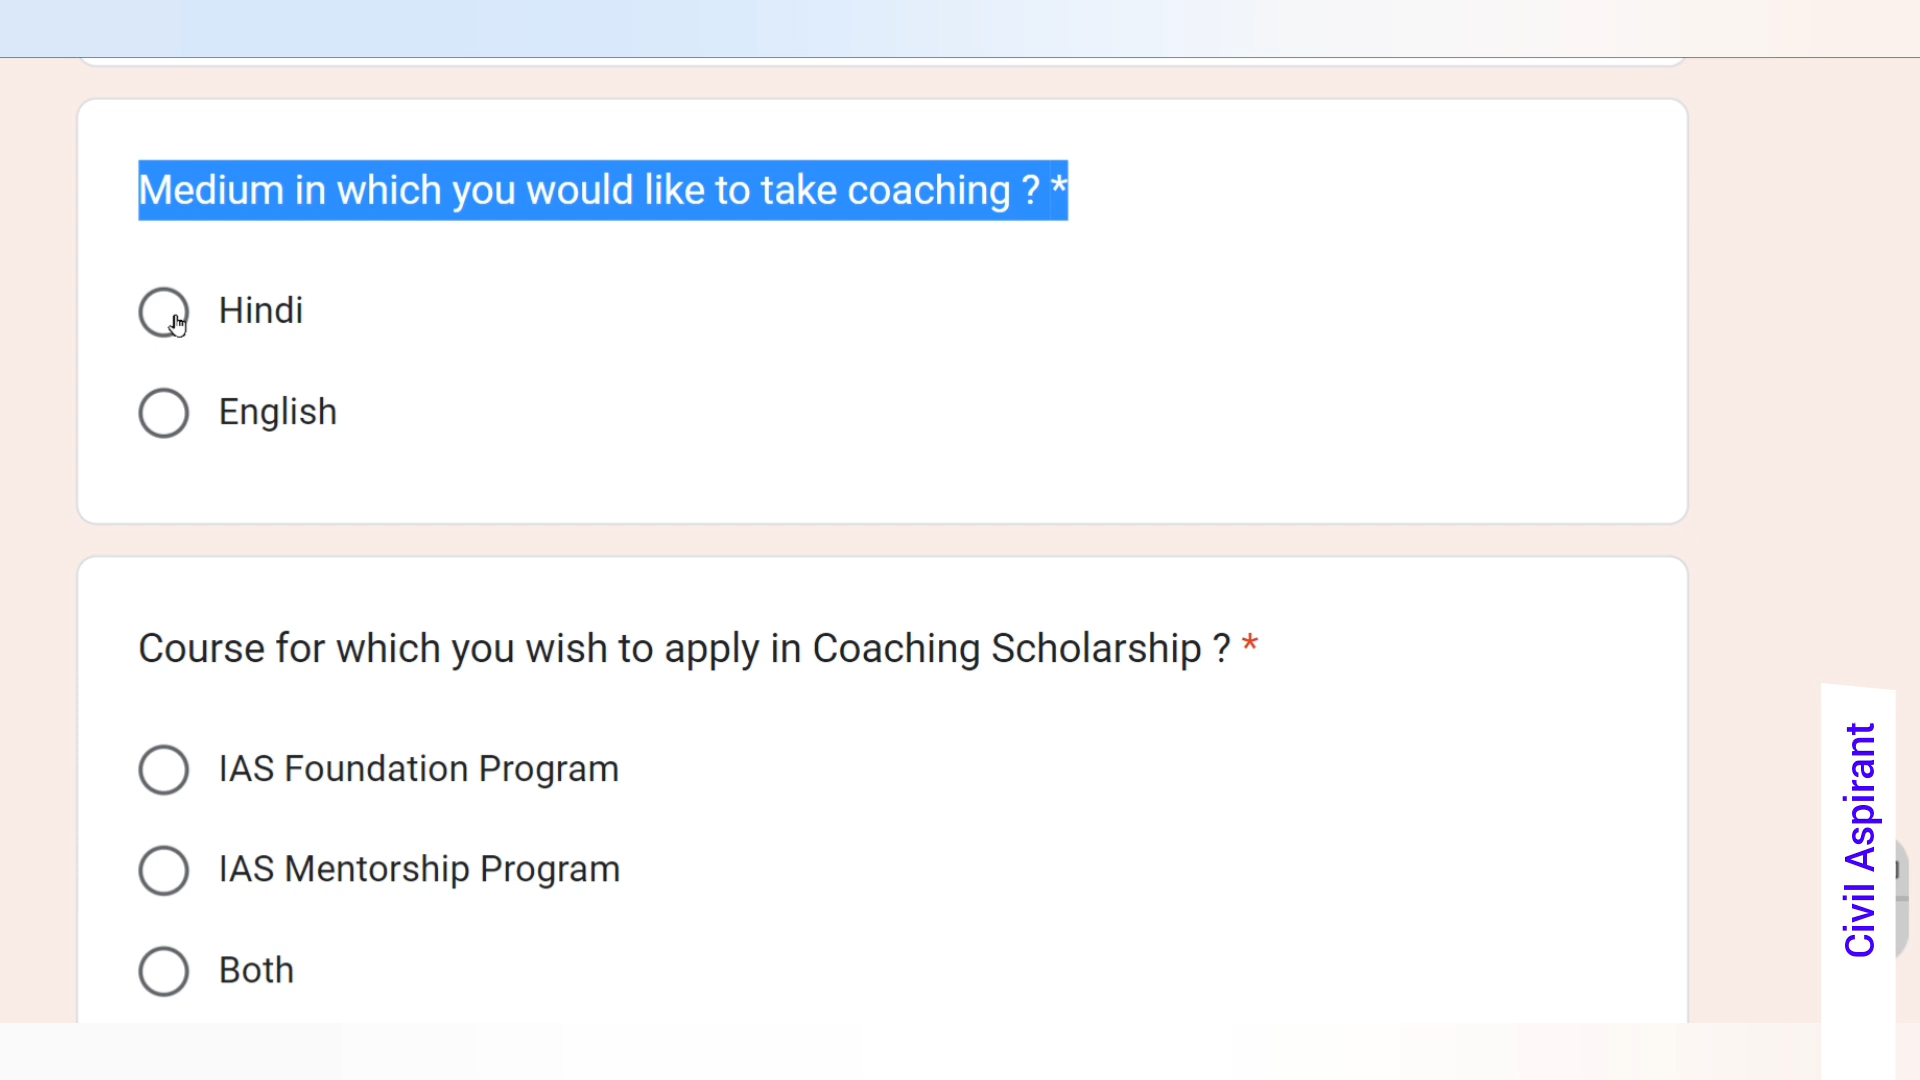 Medium in which you would like to take coaching ? *
Hindi
English
Course for which you wish to apply in Coaching Scholarship ? *
IAS Foundation Program
IAS Mentorship Program
Both
Civil Aspirant